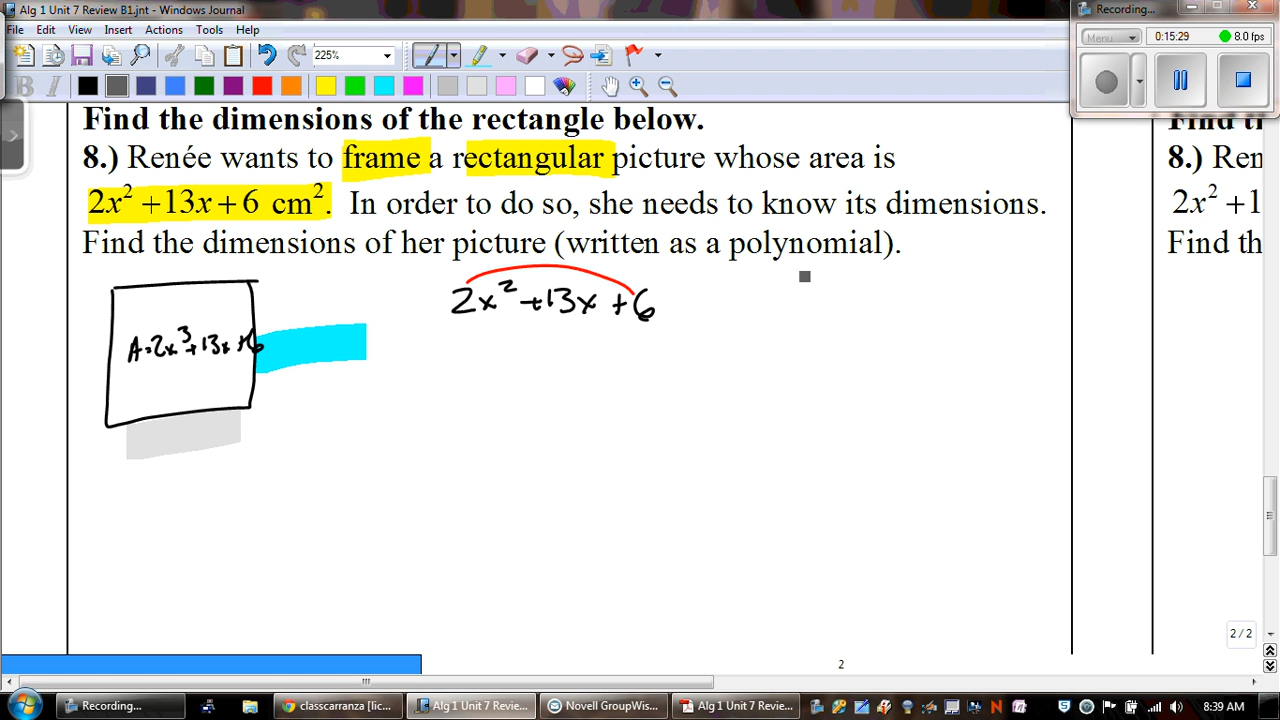 Alg 1 Unit 7 Review B1.jnt - Windows Journal
Recording...
File Edit View Insert Actions Tools Help
Menu
0:15:29
8.0 fps
225%
B I
Find the dimensions of the rectangle below.
8.) Renée wants to frame a rectangular picture whose area is
2x² +13x + 6 cm². In order to do so, she needs to know its dimensions.
Find the dimensions of her picture (written as a polynomial).
8.) Ren
2x² +1
Find th
2x² +13x +6
A=2x³+13x+6
2 / 2
2
Recording...
classcarranza [lic...
Alg 1 Unit 7 Review...
Novell GroupWis...
Alg 1 Unit 7 Review...
8:39 AM